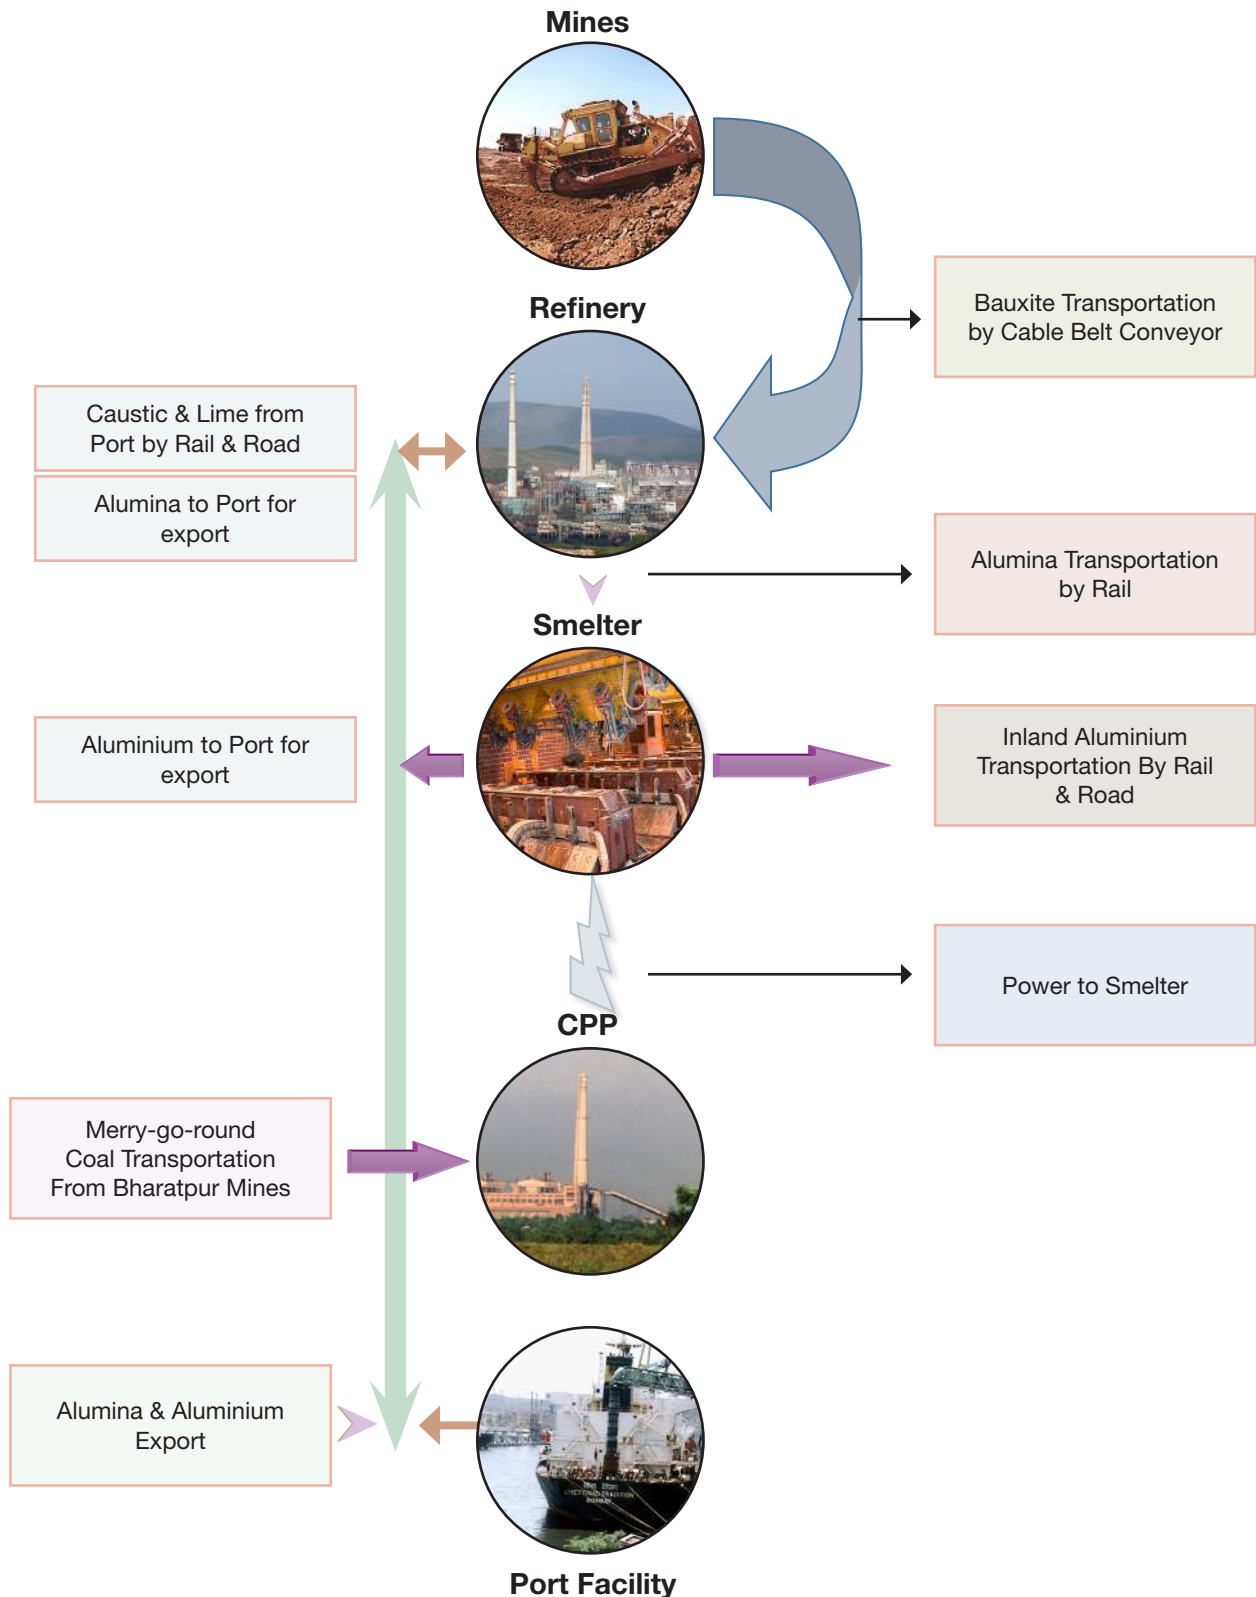 Mines
Refinery
Bauxite Transportation
by Cable Belt Conveyor
Caustic & Lime from
Port by Rail & Road
Alumina to Port for
export
Alumina Transportation
by Rail
Smelter
Aluminium to Port for
export
Inland Aluminium
Transportation By Rail
& Road
Power to Smelter
CPP
Merry-go-round
Coal Transportation
From Bharatpur Mines
Alumina & Aluminium
Export
BOMBAY
Port Facility